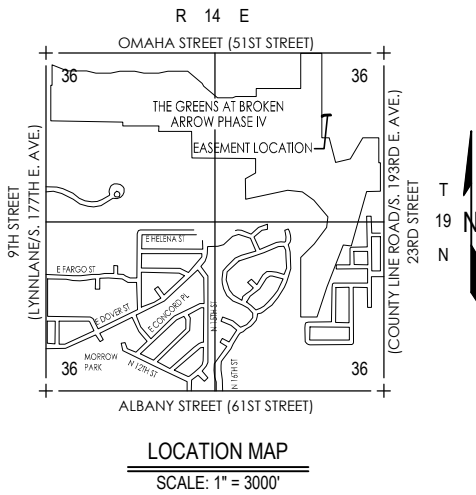 R 14 E
OMAHA STREET (51ST STREET)
36
36
THE GREENS AT BROKEN
ARROW PHASE IV
EASEMENT LOCATION
9TH STREET
(LYNNLANE/S. 177TH E. AVE.)
(COUNTY LINE ROAD/S. 193RD E. AVE.)
23RD STREET
T
19
N
N
E HELENA ST
E FARGO ST
E DOVER ST
E CONCORD PL
N 15TH ST
MORROW
PARK
N 12TH ST
N 16TH ST
36
36
ALBANY STREET (61ST STREET)
LOCATION MAP
SCALE: 1" = 3000'